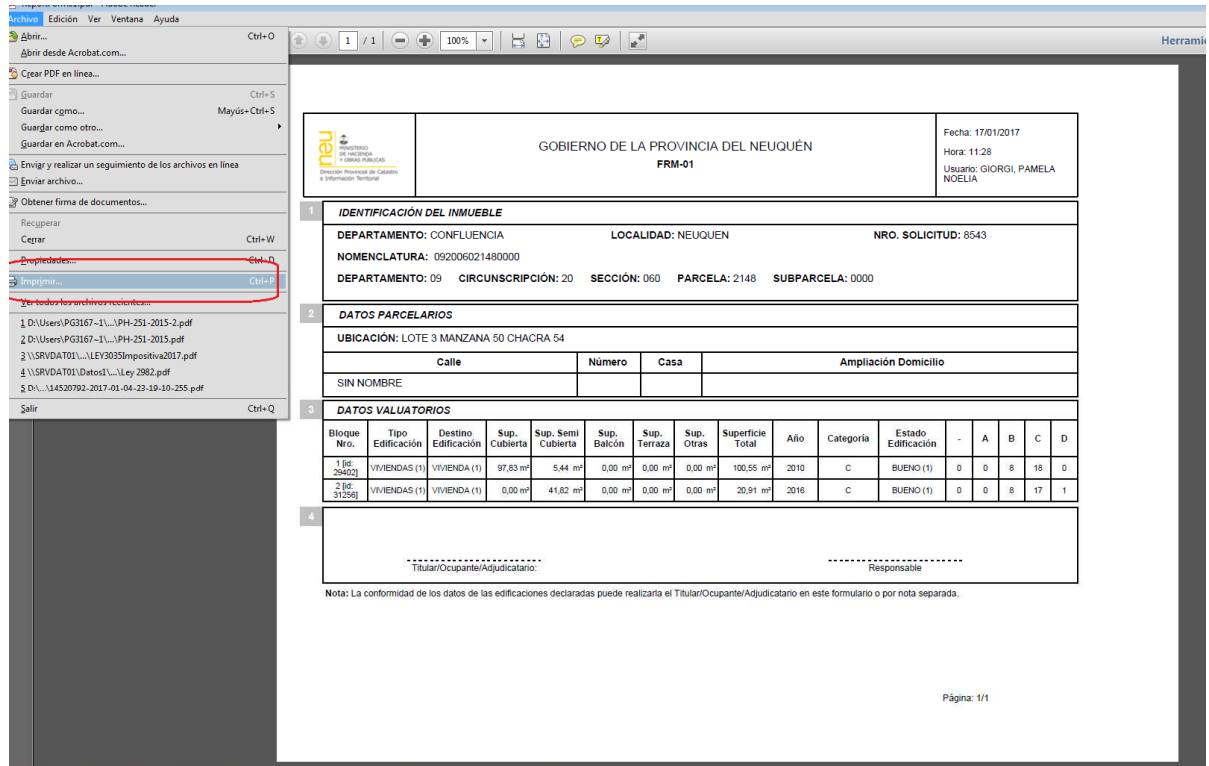 Archivo Edición Ver Ventana Ayuda
Abrir... Ctrl+O
Abrir desde Acrobat.com...
Crear PDF en línea...
Guardar Ctrl+S
Guardar como... Mayús+Ctrl+S
Guardar como otro...
Guardar en Acrobat.com...
Enviar y realizar seguimiento de los archivos en línea
Enviar archivo...
Obtener firma de documentos...
Recuperar
Cerrar Ctrl+W
Propiedades... Ctrl+D
Imprimir... Ctrl+P
Ver todos los archivos recientes...
1 D:\Users\PG3167~1\...\PH-251-2015-2.pdf
2 D:\Users\PG3167~1\...\PH-251-2015.pdf
3 \\SRVDAT01\...\LEY3035Impositiva2017.pdf
4 \\SRVDAT01\Datos1\...\Ley 2982.pdf
5 D:\...\14520792-2017-01-04-23-19-10-255.pdf
Salir Ctrl+Q
1 / 1 100% Herrami
neu
MINISTERIO
DE HACIENDA
Y OBRAS PÚBLICAS
Dirección Provincial de Catastro
e Información Territorial
GOBIERNO DE LA PROVINCIA DEL NEUQUÉN
FRM-01
Fecha: 17/01/2017
Hora: 11:28
Usuario: GIORGI, PAMELA
NOELIA
1 IDENTIFICACIÓN DEL INMUEBLE
DEPARTAMENTO: CONFLUENCIA LOCALIDAD: NEUQUEN NRO. SOLICITUD: 8543
NOMENCLATURA: 092006021480000
DEPARTAMENTO: 09 CIRCUNSCRIPCIÓN: 20 SECCIÓN: 060 PARCELA: 2148 SUBPARCELA: 0000
2 DATOS PARCELARIOS
UBICACIÓN: LOTE 3 MANZANA 50 CHACRA 54
Calle Número Casa Ampliación Domicilio
SIN NOMBRE
3 DATOS VALUATORIOS
Bloque Nro. Tipo Edificación Destino Edificación Sup. Cubierta Sup. Semi Cubierta Sup. Balcón Sup. Terraza Sup. Otras Superficie Total Año Categoria Estado Edificación - A B C D
1 [id: 29402] VIVIENDAS (1) VIVIENDA (1) 97,83 m² 5,44 m² 0,00 m² 0,00 m² 0,00 m² 100,55 m² 2010 C BUENO (1) 0 0 8 18 0
2 [id: 31256] VIVIENDAS (1) VIVIENDA (1) 0,00 m² 41,82 m² 0,00 m² 0,00 m² 0,00 m² 20,91 m² 2016 C BUENO (1) 0 0 8 17 1
4
Titular/Ocupante/Adjudicatario: Responsable
Nota: La conformidad de los datos de las edificaciones declaradas puede realizarla el Titular/Ocupante/Adjudicatario en este formulario o por nota separada.
Página: 1/1